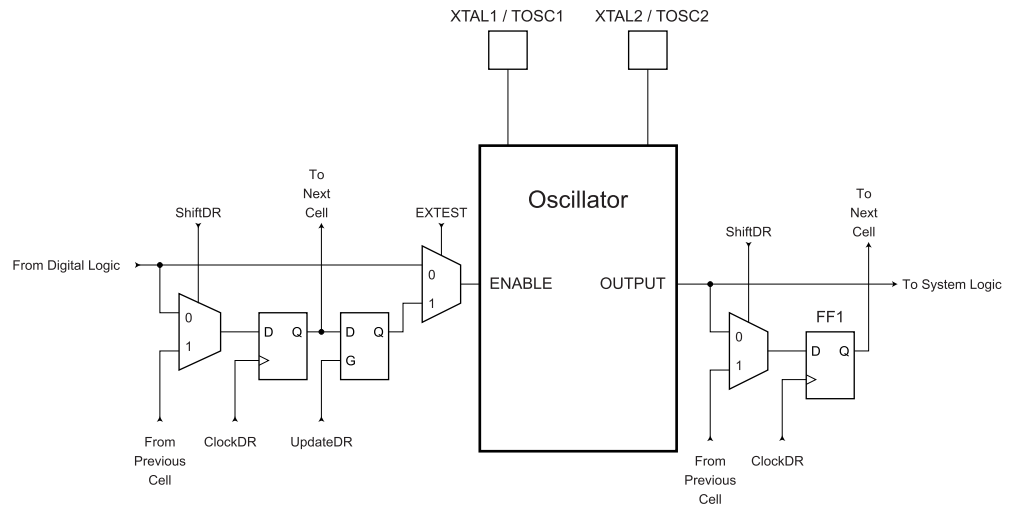 XTAL1 / TOSC1
XTAL2 / TOSC2
Oscillator
To
Next
Cell
ShiftDR
EXTEST
From Digital Logic
0
1
ENABLE
OUTPUT
To System Logic
0
1
D
Q
D
Q
G
From
Previous
Cell
ClockDR
UpdateDR
To
Next
Cell
ShiftDR
FF1
0
1
D
Q
From
Previous
Cell
ClockDR